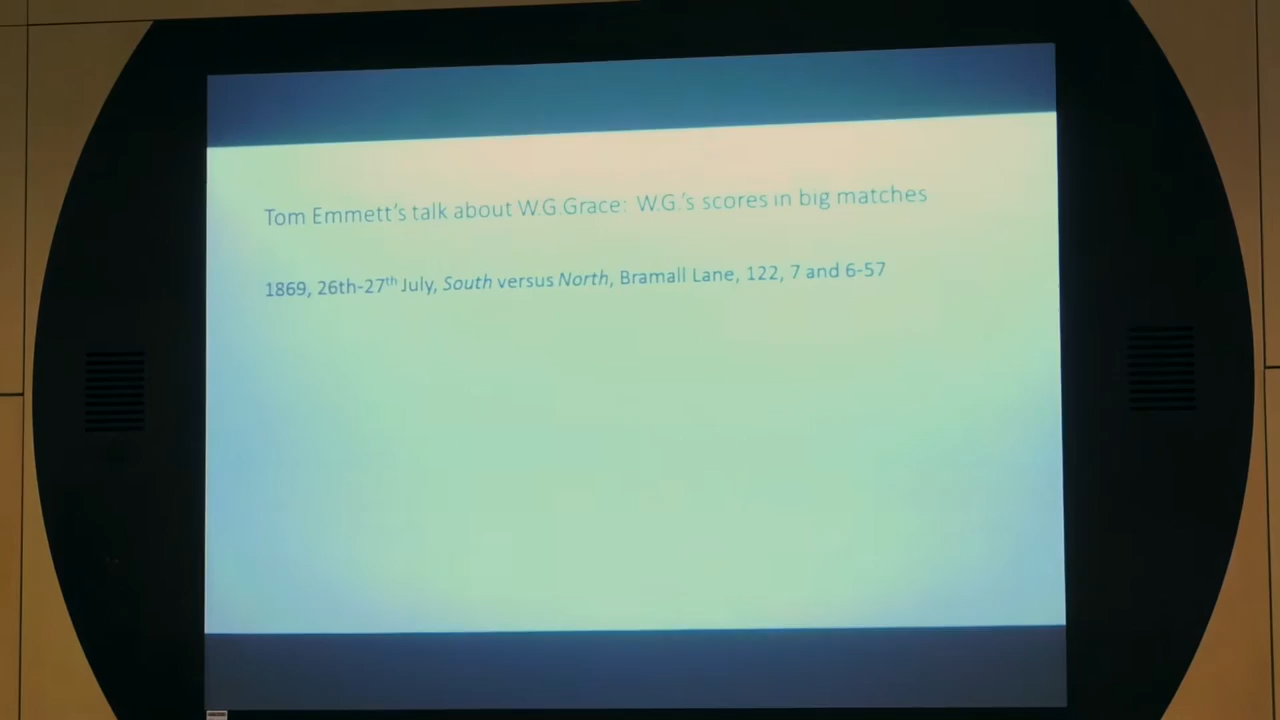 Tom Emmett's talk about W.G.Grace: W.G.'s scores in big matches
1869, 26th-27th July, South versus North, Bramall Lane, 122, 7 and 6-57